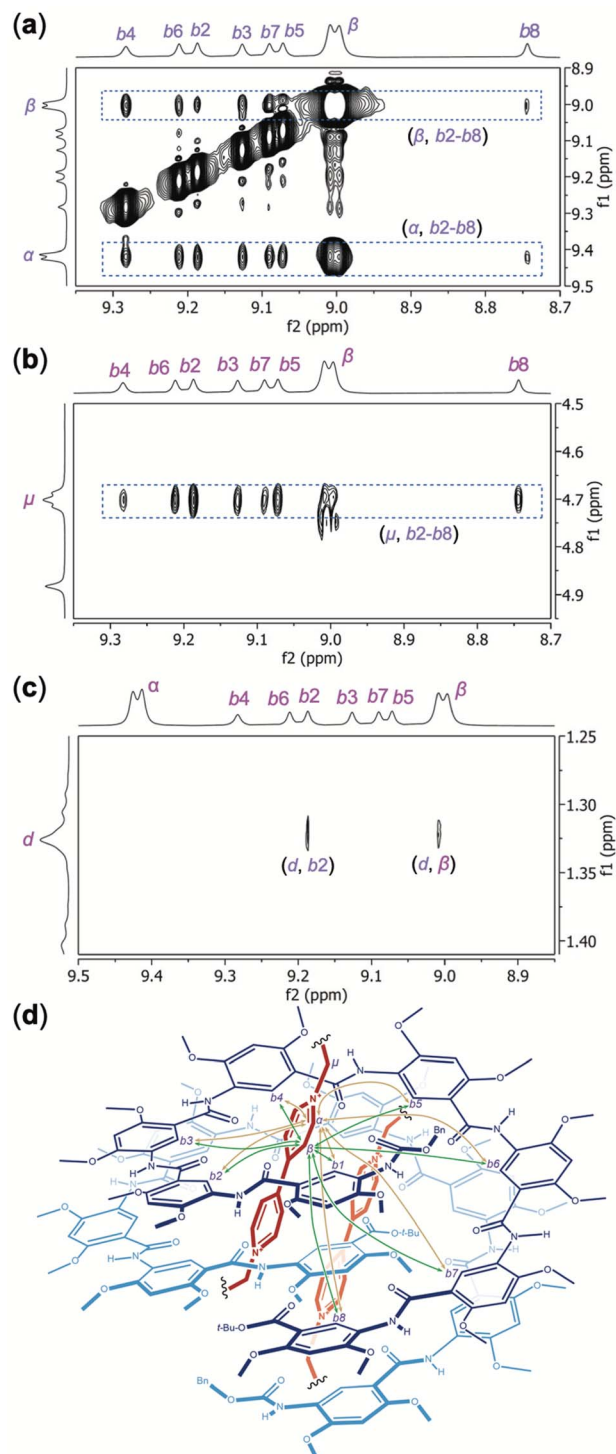 (a)
b4 b6 b2 b3 b7 b5 β b8
β
α
8.9
9.0
9.1
9.2
9.3
9.4
9.5
f1 (ppm)
(β, b2-b8)
(α, b2-b8)
9.3 9.2 9.1 9.0 8.9 8.8 8.7
f2 (ppm)
(b)
b4 b6 b2 b3 b7 b5 β b8
μ
4.5
4.6
4.7
4.8
4.9
f1 (ppm)
(μ, b2-b8)
9.3 9.2 9.1 9.0 8.9 8.8 8.7
f2 (ppm)
(c)
α b4 b6 b2 b3 b7 b5 β
d
1.25
1.30
1.35
1.40
f1 (ppm)
(d, b2) (d, β)
9.5 9.4 9.3 9.2 9.1 9.0 8.9
f2 (ppm)
(d)
μ
b4
b5
b3
β
b1
b2
b6
OBn
O-t-Bu
b7
b8
t-Bu
Bn